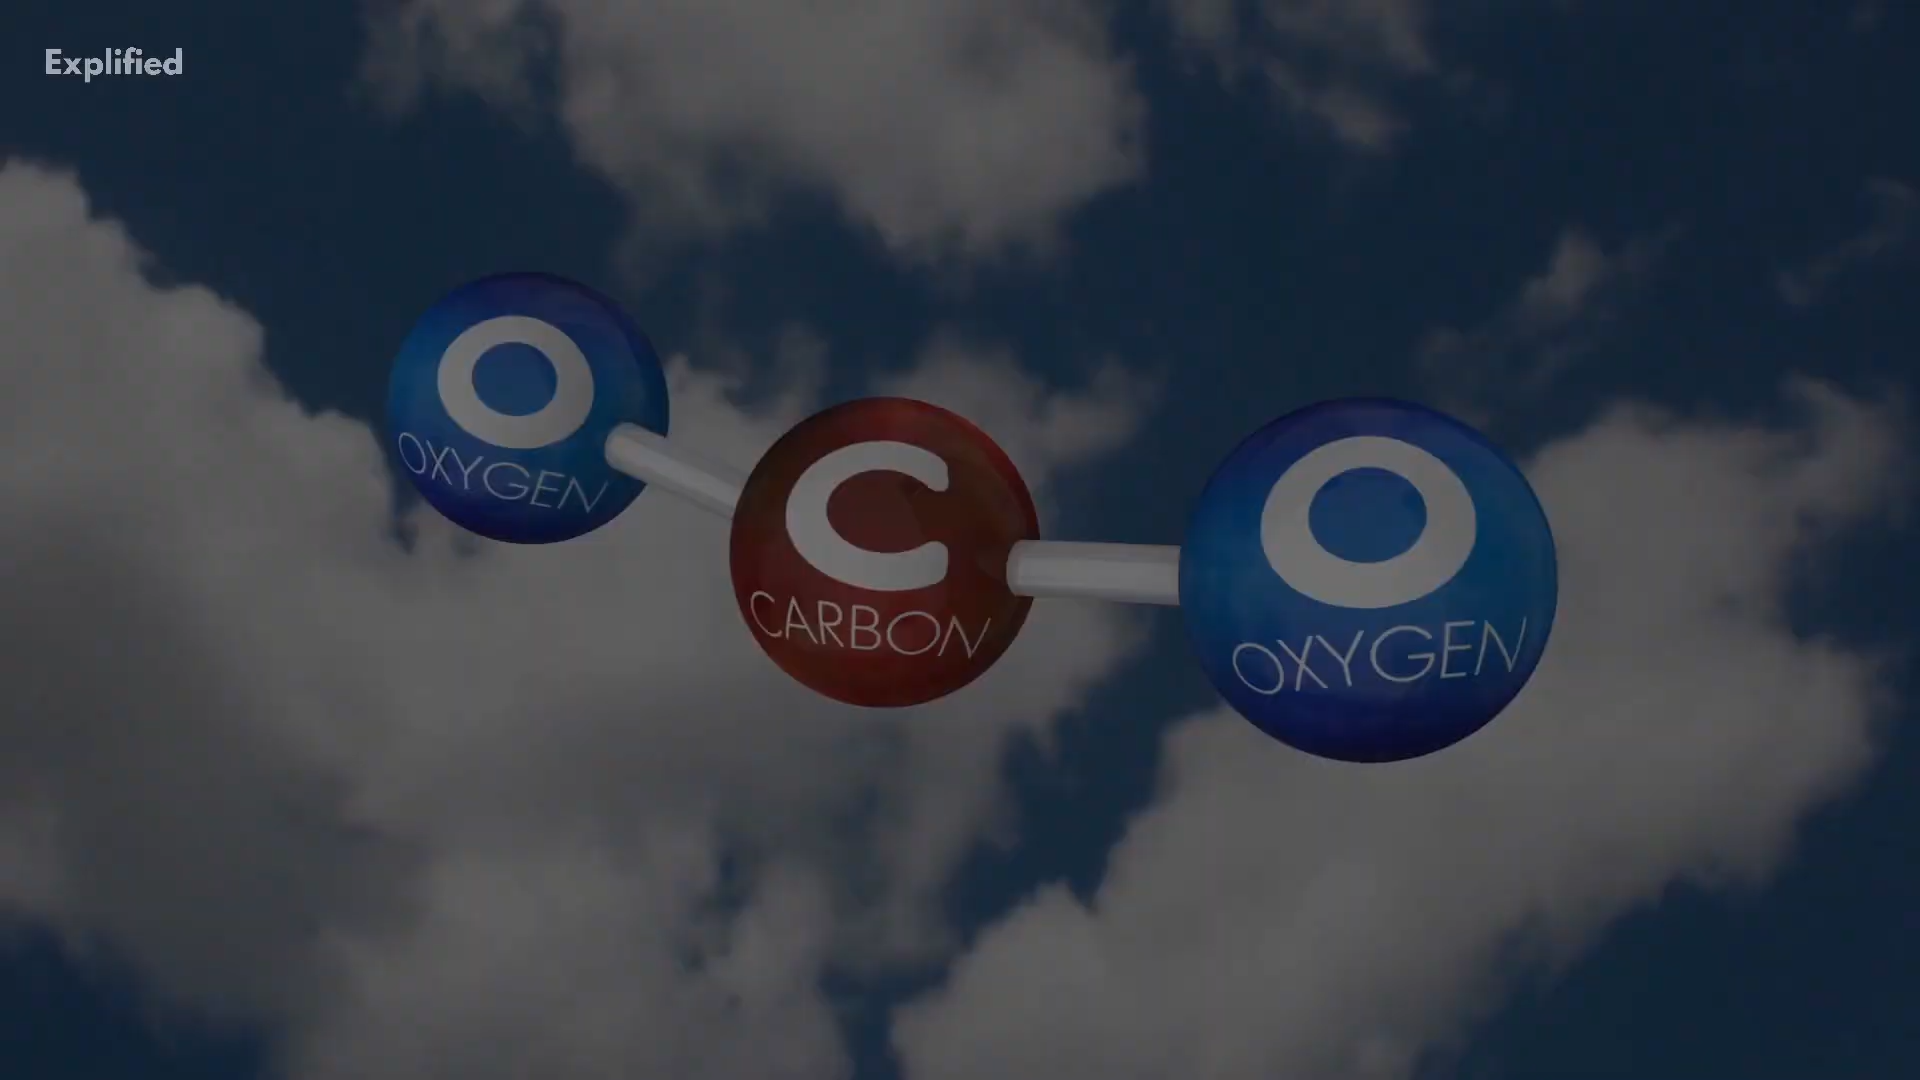 Explified
O
OXYGEN
C
CARBON
O
OXYGEN